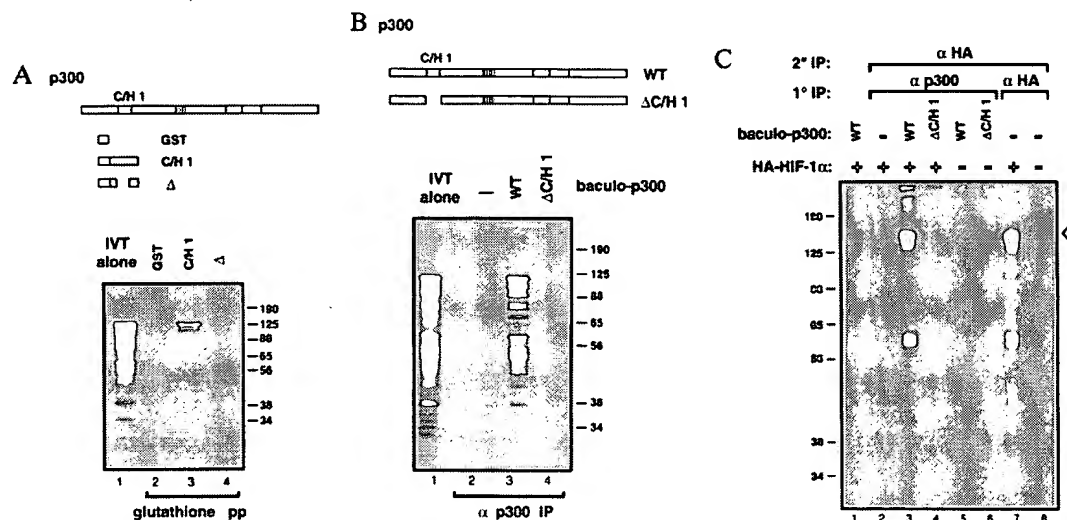 A
p300
C/H 1
GST
C/H 1
Δ
IVT alone
GST
C/H 1
Δ
190
125
88
65
56
38
34
1 2 3 4
glutathione pp
B
p300
C/H 1
WT
ΔC/H 1
IVT alone
—
WT
ΔC/H 1
baculo-p300
190
125
88
65
56
38
34
1 2 3 4
α p300 IP
C
2° IP: α HA
1° IP: α p300 α HA
baculo-p300: WT - WT ΔC/H 1 WT ΔC/H 1 - -
HA-HIF-1α: + + + + - - + -
180
125
65
38
34
1 2 3 4 5 6 7 8